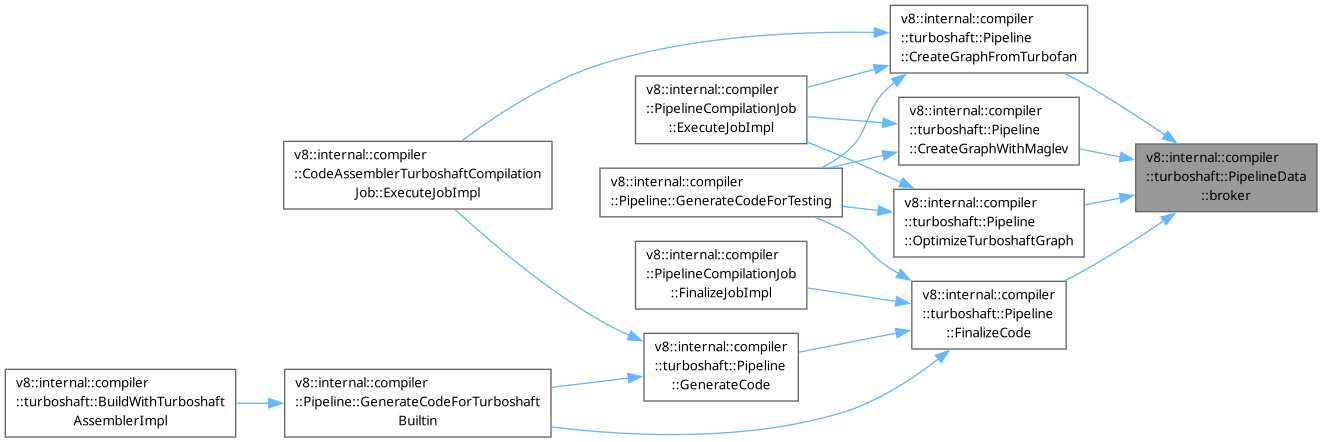 v8::internal::compiler
::turboshaft::Pipeline
::CreateGraphFromTurbofan
v8::internal::compiler
::PipelineCompilationJob
::ExecuteJobImpl
v8::internal::compiler
::turboshaft::Pipeline
::CreateGraphWithMaglev
v8::internal::compiler
::CodeAssemblerTurboshaftCompilation
Job::ExecuteJobImpl
v8::internal::compiler
::turboshaft::PipelineData
::broker
v8::internal::compiler
::Pipeline::GenerateCodeForTesting
v8::internal::compiler
::turboshaft::Pipeline
::OptimizeTurboshaftGraph
v8::internal::compiler
::PipelineCompilationJob
::FinalizeJobImpl
v8::internal::compiler
::turboshaft::Pipeline
::FinalizeCode
v8::internal::compiler
::turboshaft::Pipeline
::GenerateCode
v8::internal::compiler
::turboshaft::BuildWithTurboshaft
AssemblerImpl
v8::internal::compiler
::Pipeline::GenerateCodeForTurboshaft
Builtin